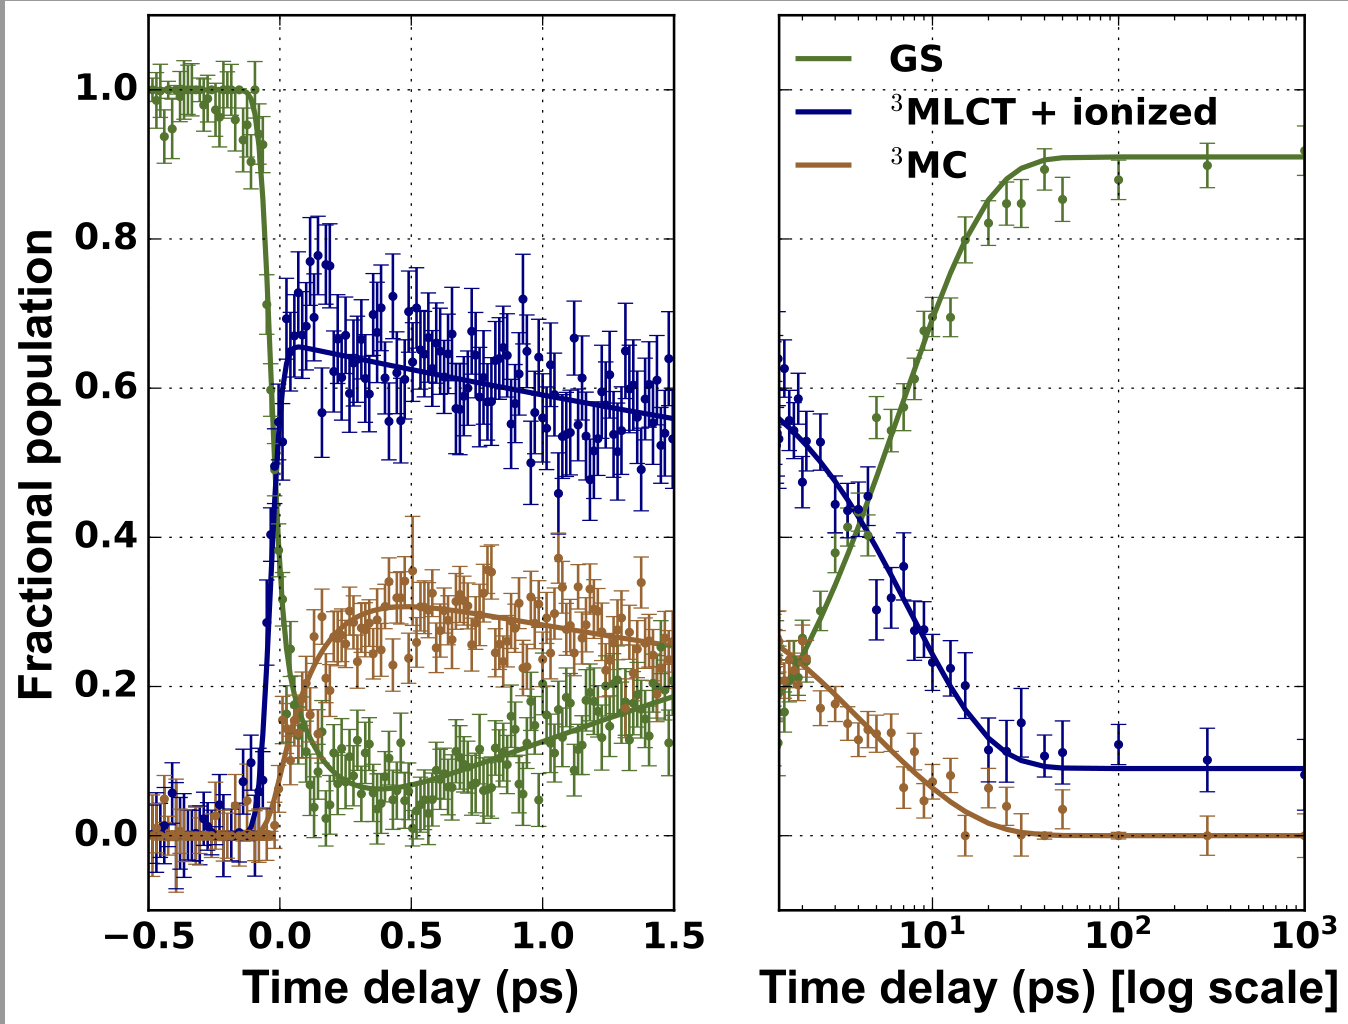 Fractional population
1.0
0.8
0.6
0.4
0.2
0.0
−0.5 0.0 0.5 1.0 1.5
Time delay (ps)
GS
³MLCT + ionized
³MC
10¹ 10² 10³
Time delay (ps) [log scale]